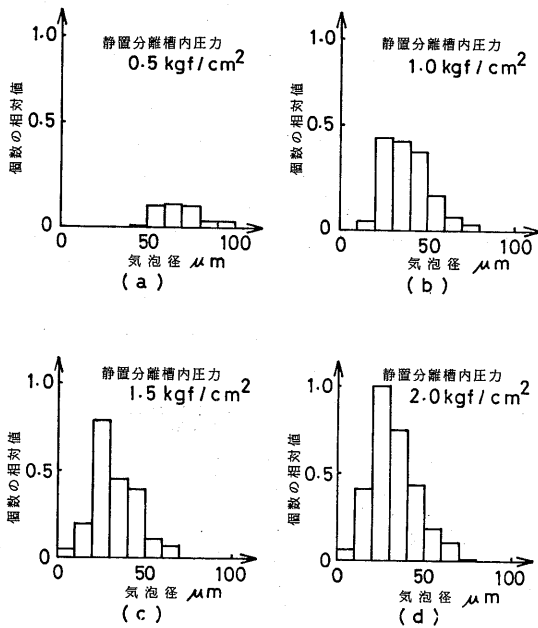 1.0
静置分離槽内圧力
0.5 kgf/cm²
個数の相対値
0.5
0
0
50
100
気泡径 μm
(a)
1.0
静置分離槽内圧力
1.0 kgf/cm²
個数の相対値
0.5
0
0
50
100
気泡径 μm
(b)
1.0
静置分離槽内圧力
1.5 kgf/cm²
個数の相対値
0.5
0
0
50
100
気泡径 μm
(c)
1.0
静置分離槽内圧力
2.0 kgf/cm²
個数の相対値
0.5
0
0
50
100
気泡径 μm
(d)